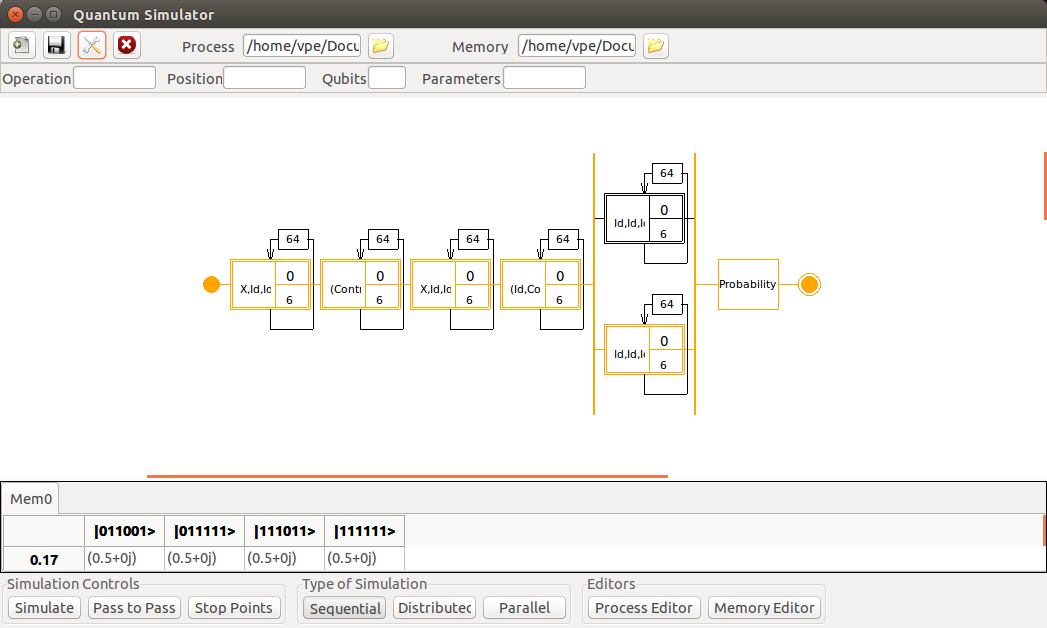 Quantum Simulator
Process /home/vpe/Docu Memory /home/vpe/Docu
Operation Position Qubits Parameters
64
Id,Id,I 0
6
64 64 64 64
X,Id,Id 0 (Contr 0 X,Id,Id 0 (Id,Co 0
6 6 6 6
Probability
64
Id,Id,I 0
6
Mem0
|011001> |011111> |111011> |111111>
0.17 (0.5+0j) (0.5+0j) (0.5+0j) (0.5+0j)
Simulation Controls Type of Simulation Editors
Simulate Pass to Pass Stop Points Sequential Distributed Parallel Process Editor Memory Editor